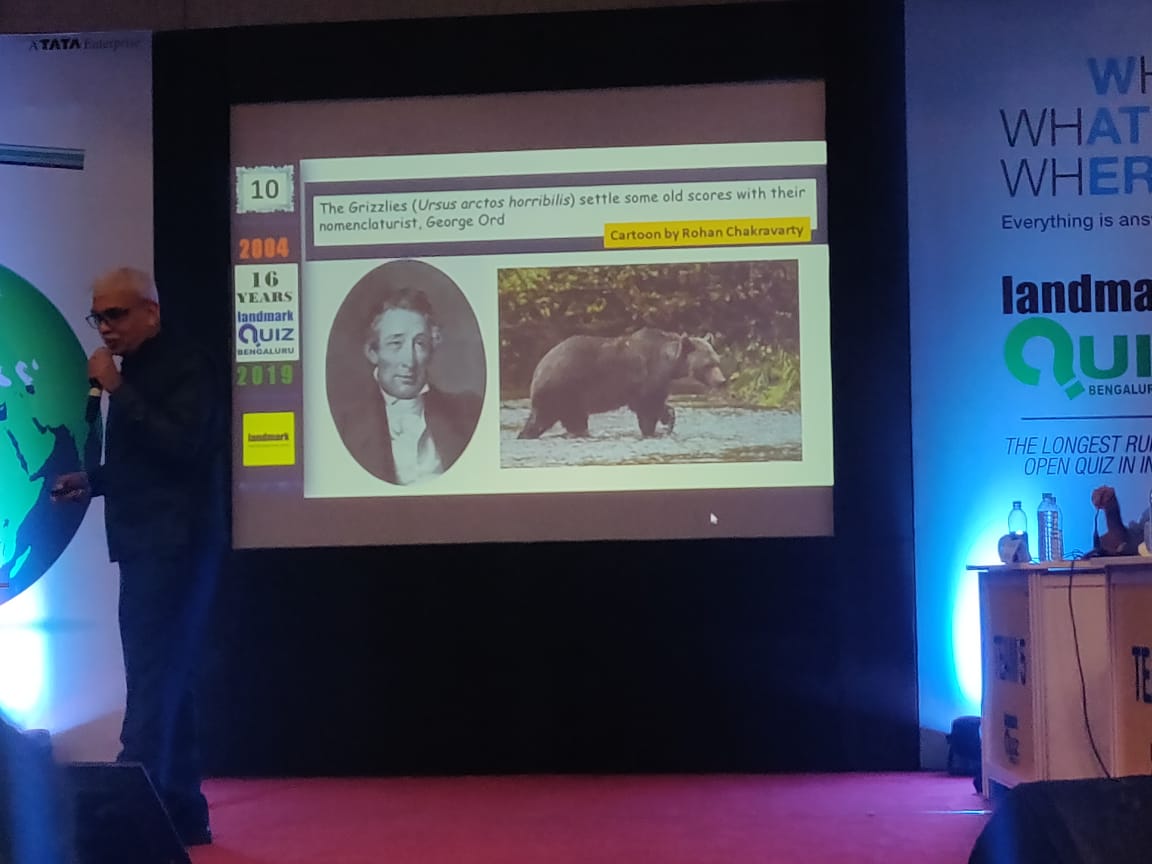 A TATA Enterprise
10
The Grizzlies (Ursus arctos horribilis) settle some old scores with their
nomenclaturist, George Ord
Cartoon by Rohan Chakravarty
2004
16
YEARS
landmark
QUIZ
BENGALURU
2019
landmark
WH
WHAT
WHER
Everything is ans
landma
QUI
BENGALUR
THE LONGEST RU
OPEN QUIZ IN IN
TEAM 5
TE